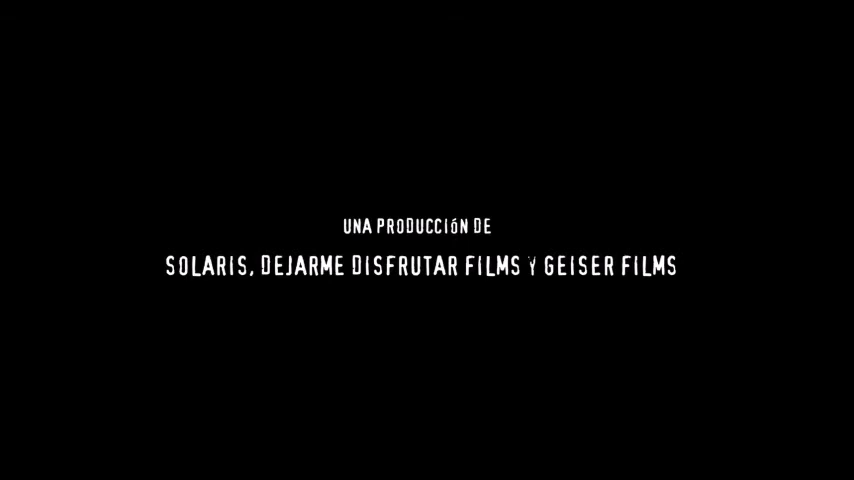 UNA PRODUCCIÓN DE
SOLARIS, DEJARME DISFRUTAR FILMS Y GEISER FILMS